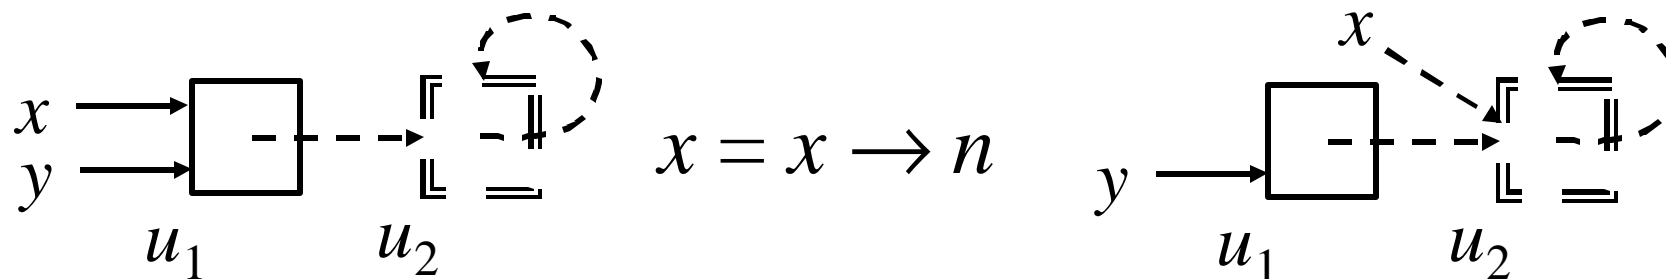 x
y
u₁
u₂
x = x → n
x
y
u₁
u₂